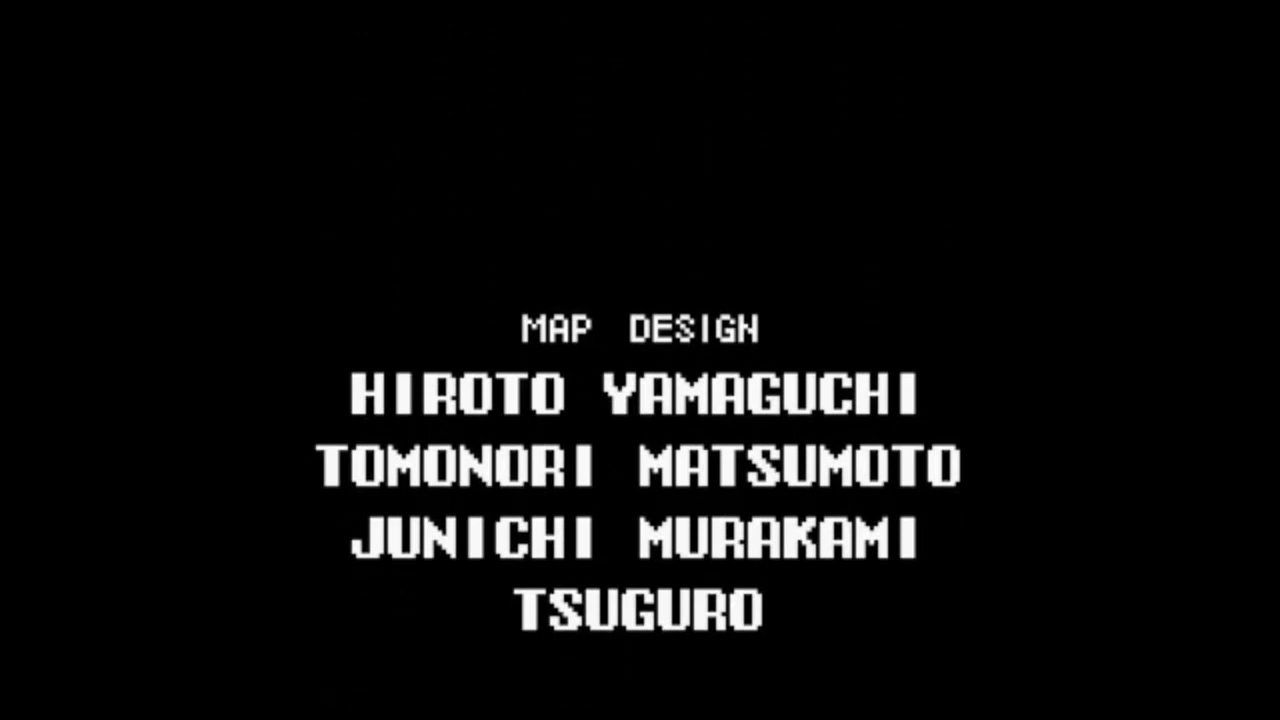 MAP DESIGN
HIROTO YAMAGUCHI
TOMONORI MATSUMOTO
JUNICHI MURAKAMI
TSUGURO